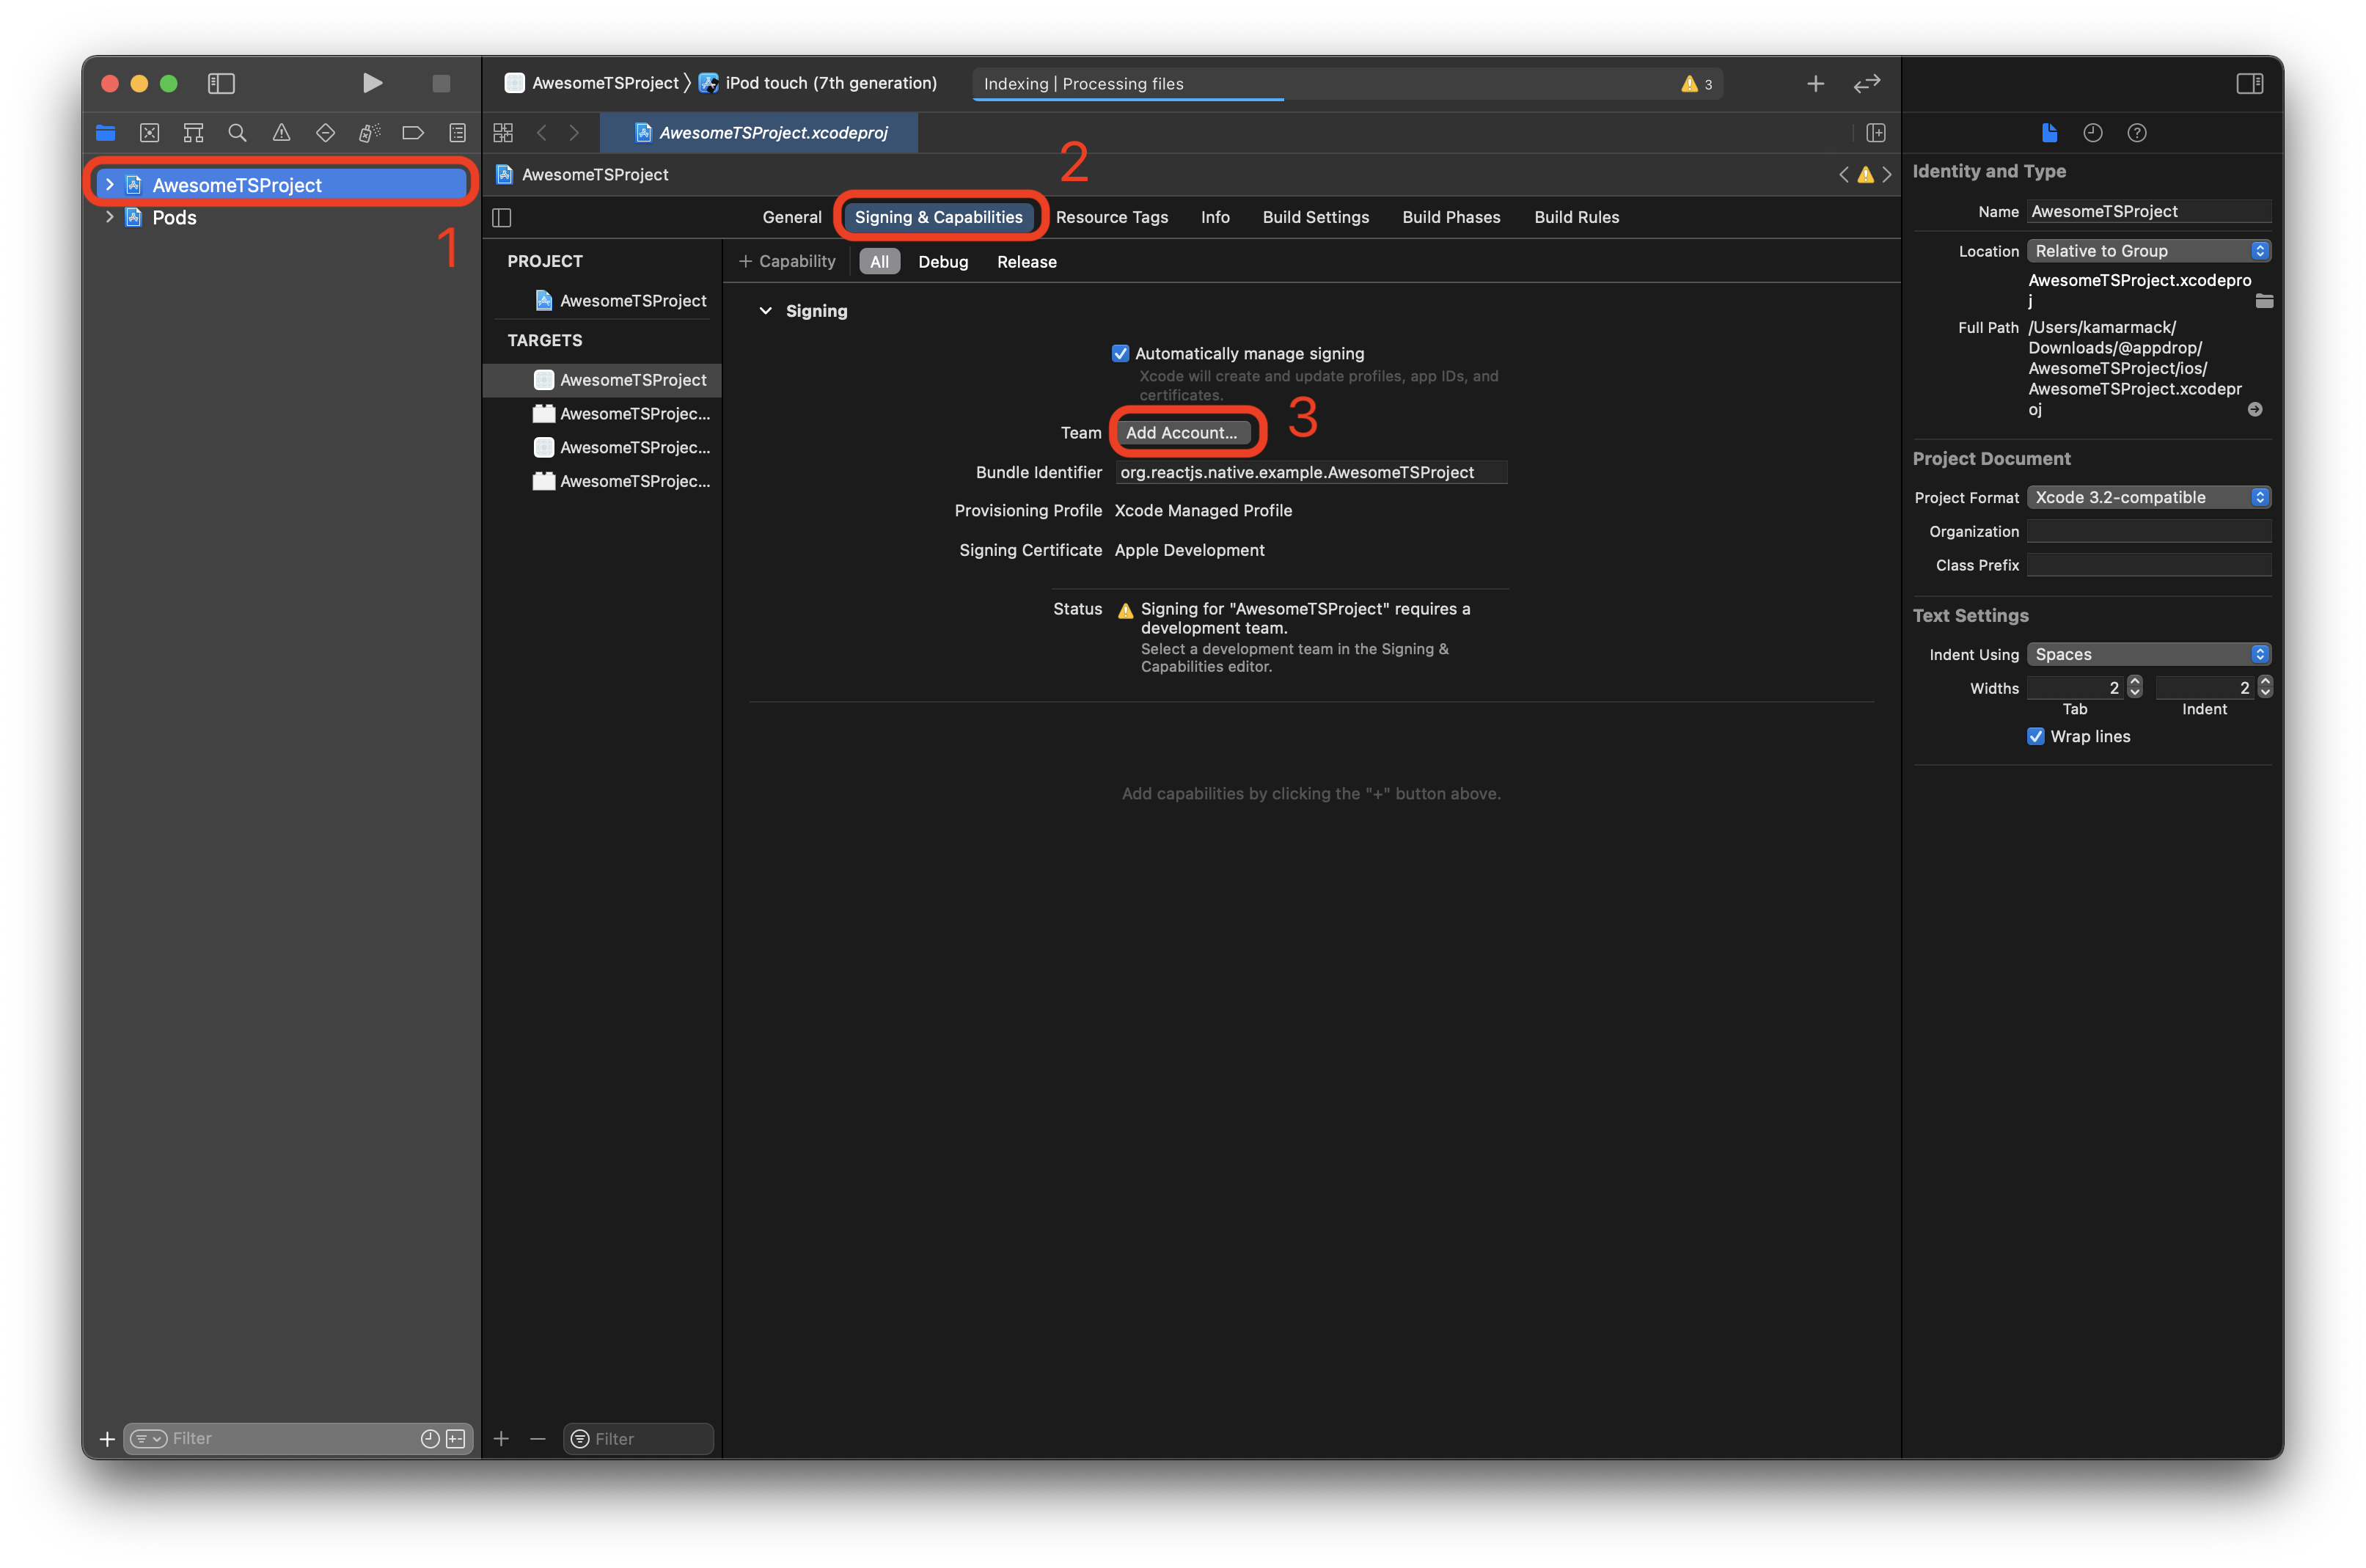 AwesomeTSProject
iPod touch (7th generation)
Indexing | Processing files
3
AwesomeTSProject.xcodeproj
AwesomeTSProject
Pods
1
AwesomeTSProject
2
General
Signing & Capabilities
Resource Tags
Info
Build Settings
Build Phases
Build Rules
PROJECT
AwesomeTSProject
TARGETS
AwesomeTSProject
AwesomeTSProjec...
AwesomeTSProjec...
AwesomeTSProjec...
+ Capability
All
Debug
Release
Signing
Automatically manage signing
Xcode will create and update profiles, app IDs, and
certificates.
Team
Add Account...
3
Bundle Identifier
org.reactjs.native.example.AwesomeTSProject
Provisioning Profile
Xcode Managed Profile
Signing Certificate
Apple Development
Status
Signing for "AwesomeTSProject" requires a
development team.
Select a development team in the Signing &
Capabilities editor.
Add capabilities by clicking the "+" button above.
Identity and Type
Name
AwesomeTSProject
Location
Relative to Group
AwesomeTSProject.xcodepro
j
Full Path
/Users/kamarmack/
Downloads/@appdrop/
AwesomeTSProject/ios/
AwesomeTSProject.xcodepr
oj
Project Document
Project Format
Xcode 3.2-compatible
Organization
Class Prefix
Text Settings
Indent Using
Spaces
Widths
2
2
Tab
Indent
Wrap lines
Filter
Filter